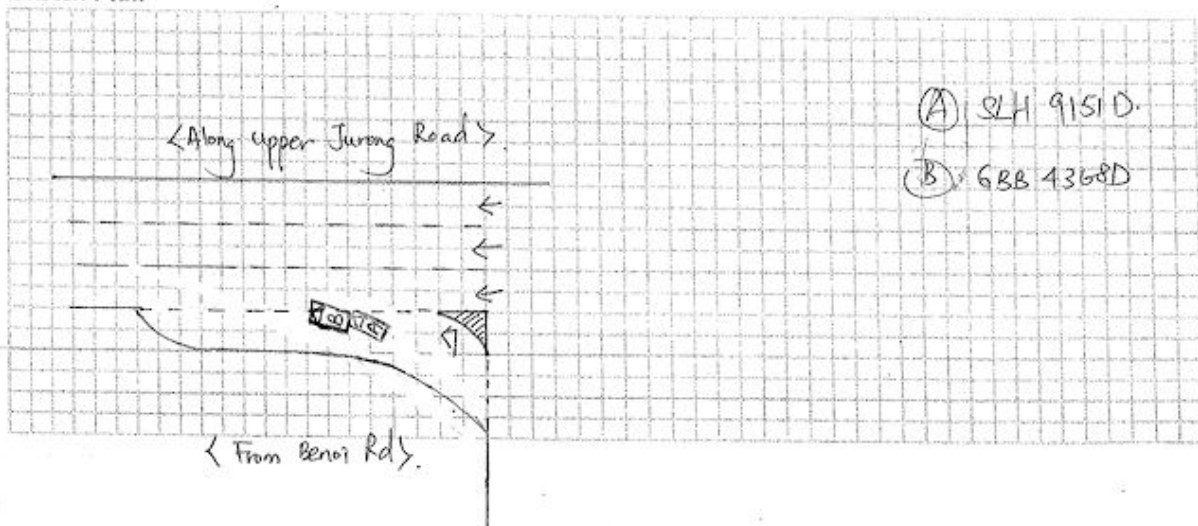 <Along Upper Jurong Road>.
(A) SLH 9151D.
(B): GBB 4368D
B A
< From Benoi Rd>.